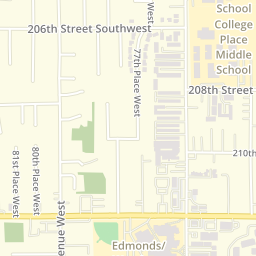 School
College
Place
Middle
School
West
206th Street Southwest
77th Place West
208th Street
210th
81st Place West
80th Place West
enue West
Edmonds/